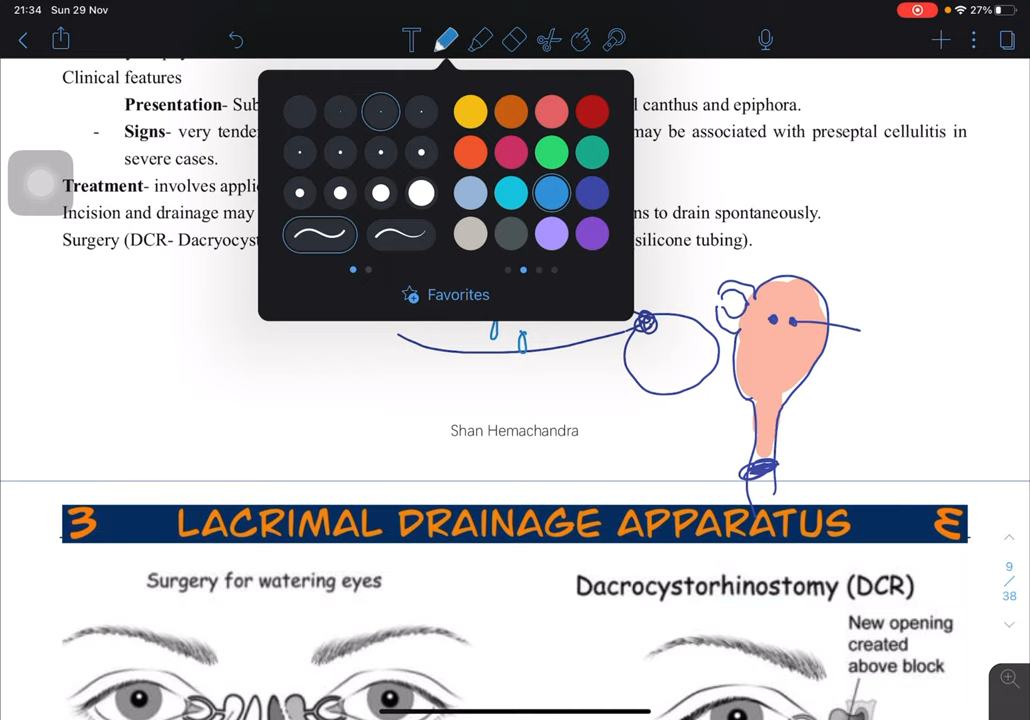 21:34 Sun 29 Nov 27%
Clinical features
Presentation- Sub canthus and epiphora.
- Signs- very tende may be associated with preseptal cellulitis in
severe cases.
Treatment- involves appli
Incision and drainage may ns to drain spontaneously.
Surgery (DCR- Dacryocyst silicone tubing).
Favorites
Shan Hemachandra
3 LACRIMAL DRAINAGE APPARATUS 3
9
/
38
Surgery for watering eyes
Dacrocystorhinostomy (DCR)
New opening
created
above block